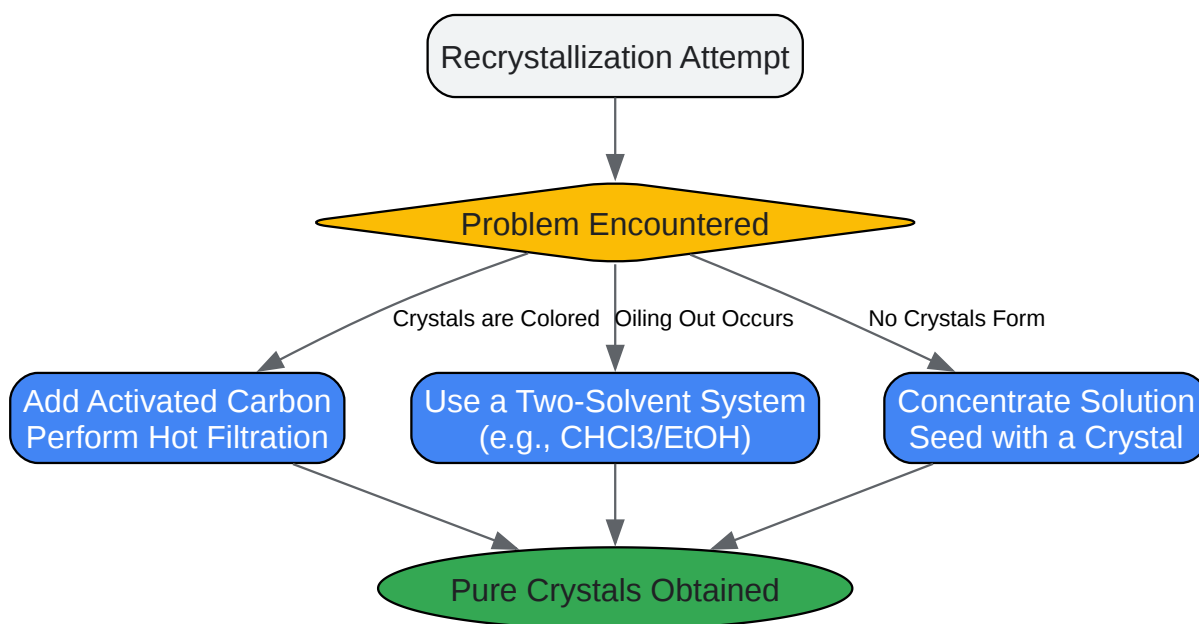 Recrystallization Attempt
Problem Encountered
Crystals are Colored
Oiling Out Occurs
No Crystals Form
Add Activated Carbon
Perform Hot Filtration
Use a Two-Solvent System
(e.g., CHCl3/EtOH)
Concentrate Solution
Seed with a Crystal
Pure Crystals Obtained